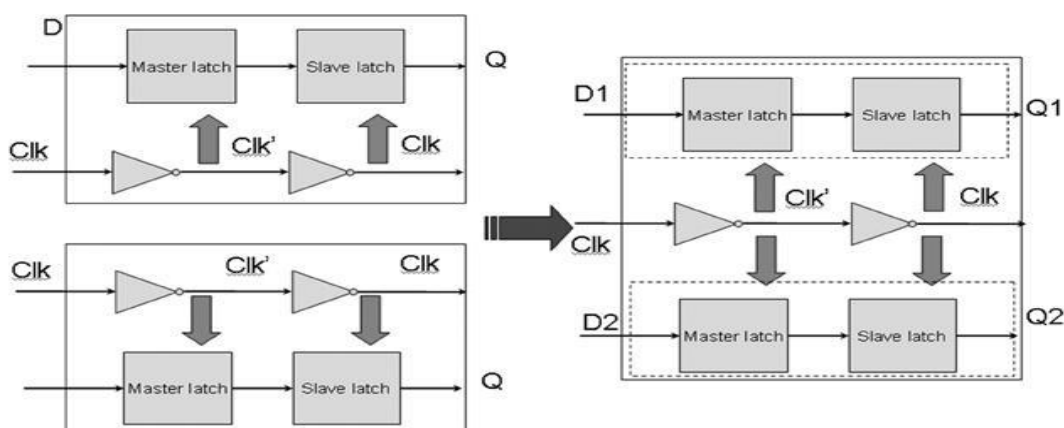 D
Master latch
Slave latch
Q
Clk
Clk'
Clk
Clk
Clk'
Clk
Master latch
Slave latch
Q
D1
Master latch
Slave latch
Q1
Clk
Clk'
Clk
D2
Master latch
Slave latch
Q2